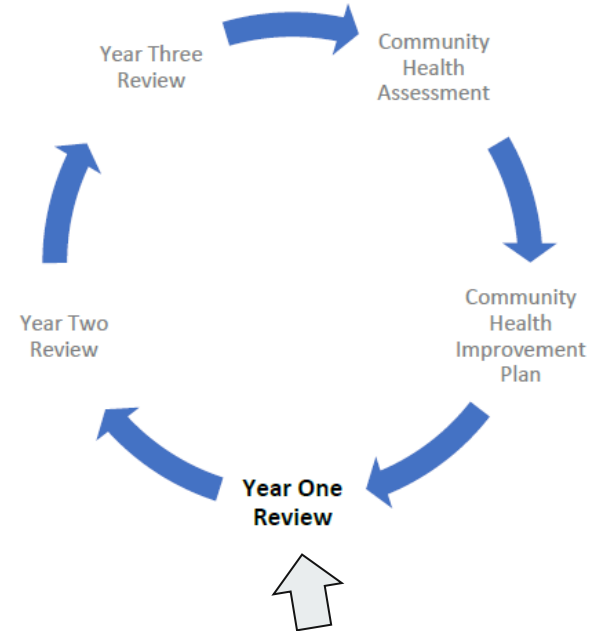 Year Three
Review
Community
Health
Assessment
Community
Health
Improvement
Plan
Year Two
Review
Year One
Review